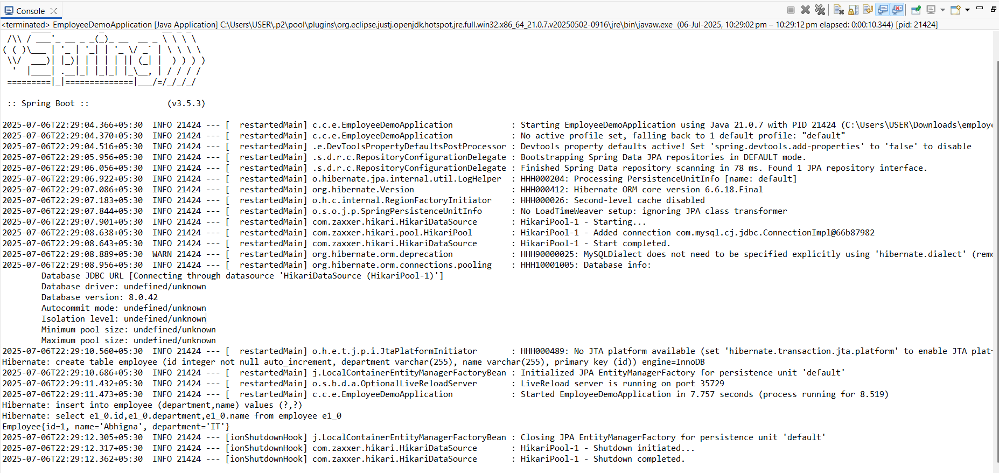 Console
<terminated> EmployeeDemoApplication [Java Application] C:\Users\USER\.p2\pool\plugins\org.eclipse.justj.openjdk.hotspot.jre.full.win32.x86_64_21.0.7.v20250502-0916\jre\bin\javaw.exe (06-Jul-2025, 10:29:02 pm – 10:29:12 pm elapsed: 0:00:10.344) [pid: 21424]
 /\\ / ___'_ __ _ _(_)_ __  __ _ \ \ \ \
( ( )\___ | '_ | '_| | '_ \/ _` | \ \ \ \
 \\/  ___)| |_)| | | | | || (_| |  ) ) ) )
  '  |____| .__|_| |_|_| |_\__, | / / / /
 =========|_|==============|___/=/_/_/_/
 :: Spring Boot ::                (v3.5.3)
2025-07-06T22:29:04.366+05:30  INFO 21424 --- [  restartedMain] c.c.e.EmployeeDemoApplication            : Starting EmployeeDemoApplication using Java 21.0.7 with PID 21424 (C:\Users\USER\Downloads\employe
2025-07-06T22:29:04.370+05:30  INFO 21424 --- [  restartedMain] c.c.e.EmployeeDemoApplication            : No active profile set, falling back to 1 default profile: "default"
2025-07-06T22:29:04.516+05:30  INFO 21424 --- [  restartedMain] .e.DevToolsPropertyDefaultsPostProcessor : Devtools property defaults active! Set 'spring.devtools.add-properties' to 'false' to disable
2025-07-06T22:29:05.956+05:30  INFO 21424 --- [  restartedMain] .s.d.r.c.RepositoryConfigurationDelegate : Bootstrapping Spring Data JPA repositories in DEFAULT mode.
2025-07-06T22:29:06.056+05:30  INFO 21424 --- [  restartedMain] .s.d.r.c.RepositoryConfigurationDelegate : Finished Spring Data repository scanning in 78 ms. Found 1 JPA repository interface.
2025-07-06T22:29:06.922+05:30  INFO 21424 --- [  restartedMain] o.hibernate.jpa.internal.util.LogHelper  : HHH000204: Processing PersistenceUnitInfo [name: default]
2025-07-06T22:29:07.086+05:30  INFO 21424 --- [  restartedMain] org.hibernate.Version                    : HHH000412: Hibernate ORM core version 6.6.18.Final
2025-07-06T22:29:07.183+05:30  INFO 21424 --- [  restartedMain] o.h.c.internal.RegionFactoryInitiator    : HHH000026: Second-level cache disabled
2025-07-06T22:29:07.844+05:30  INFO 21424 --- [  restartedMain] o.s.o.j.p.SpringPersistenceUnitInfo      : No LoadTimeWeaver setup: ignoring JPA class transformer
2025-07-06T22:29:07.901+05:30  INFO 21424 --- [  restartedMain] com.zaxxer.hikari.HikariDataSource       : HikariPool-1 - Starting...
2025-07-06T22:29:08.638+05:30  INFO 21424 --- [  restartedMain] com.zaxxer.hikari.pool.HikariPool        : HikariPool-1 - Added connection com.mysql.cj.jdbc.ConnectionImpl@66b87982
2025-07-06T22:29:08.643+05:30  INFO 21424 --- [  restartedMain] com.zaxxer.hikari.HikariDataSource       : HikariPool-1 - Start completed.
2025-07-06T22:29:08.889+05:30  WARN 21424 --- [  restartedMain] org.hibernate.orm.deprecation            : HHH90000025: MySQLDialect does not need to be specified explicitly using 'hibernate.dialect' (remo
2025-07-06T22:29:08.956+05:30  INFO 21424 --- [  restartedMain] org.hibernate.orm.connections.pooling    : HHH10001005: Database info:
        Database JDBC URL [Connecting through datasource 'HikariDataSource (HikariPool-1)']
        Database driver: undefined/unknown
        Database version: 8.0.42
        Autocommit mode: undefined/unknown
        Isolation level: undefined/unknown
        Minimum pool size: undefined/unknown
        Maximum pool size: undefined/unknown
2025-07-06T22:29:10.560+05:30  INFO 21424 --- [  restartedMain] o.h.e.t.j.p.i.JtaPlatformInitiator       : HHH000489: No JTA platform available (set 'hibernate.transaction.jta.platform' to enable JTA plat
Hibernate: create table employee (id integer not null auto_increment, department varchar(255), name varchar(255), primary key (id)) engine=InnoDB
2025-07-06T22:29:10.686+05:30  INFO 21424 --- [  restartedMain] j.LocalContainerEntityManagerFactoryBean : Initialized JPA EntityManagerFactory for persistence unit 'default'
2025-07-06T22:29:11.432+05:30  INFO 21424 --- [  restartedMain] o.s.b.d.a.OptionalLiveReloadServer       : LiveReload server is running on port 35729
2025-07-06T22:29:11.473+05:30  INFO 21424 --- [  restartedMain] c.c.e.EmployeeDemoApplication            : Started EmployeeDemoApplication in 7.757 seconds (process running for 8.519)
Hibernate: insert into employee (department,name) values (?,?)
Hibernate: select e1_0.id,e1_0.department,e1_0.name from employee e1_0
Employee{id=1, name='Abhigna', department='IT'}
2025-07-06T22:29:12.305+05:30  INFO 21424 --- [ionShutdownHook] j.LocalContainerEntityManagerFactoryBean : Closing JPA EntityManagerFactory for persistence unit 'default'
2025-07-06T22:29:12.317+05:30  INFO 21424 --- [ionShutdownHook] com.zaxxer.hikari.HikariDataSource       : HikariPool-1 - Shutdown initiated...
2025-07-06T22:29:12.362+05:30  INFO 21424 --- [ionShutdownHook] com.zaxxer.hikari.HikariDataSource       : HikariPool-1 - Shutdown completed.